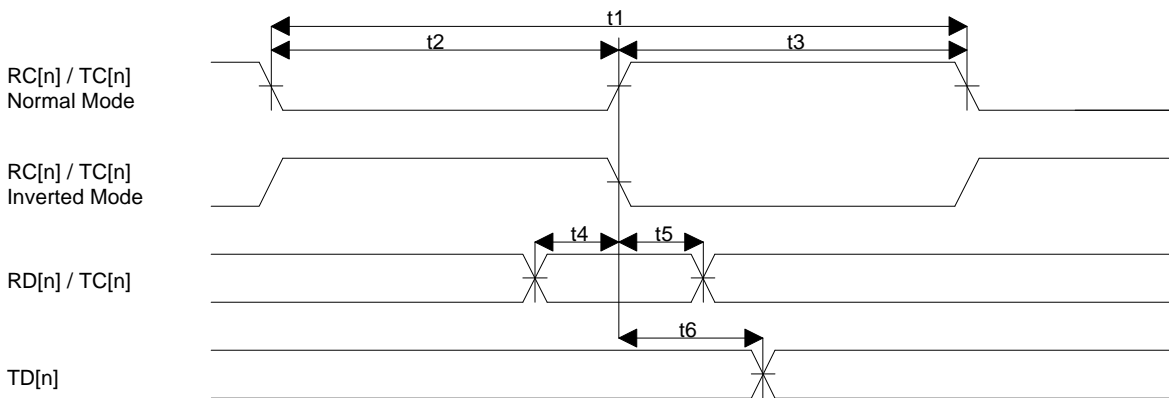 t1
t2
t3
RC[n] / TC[n]
Normal Mode
RC[n] / TC[n]
Inverted Mode
t4
t5
RD[n] / TC[n]
t6
TD[n]